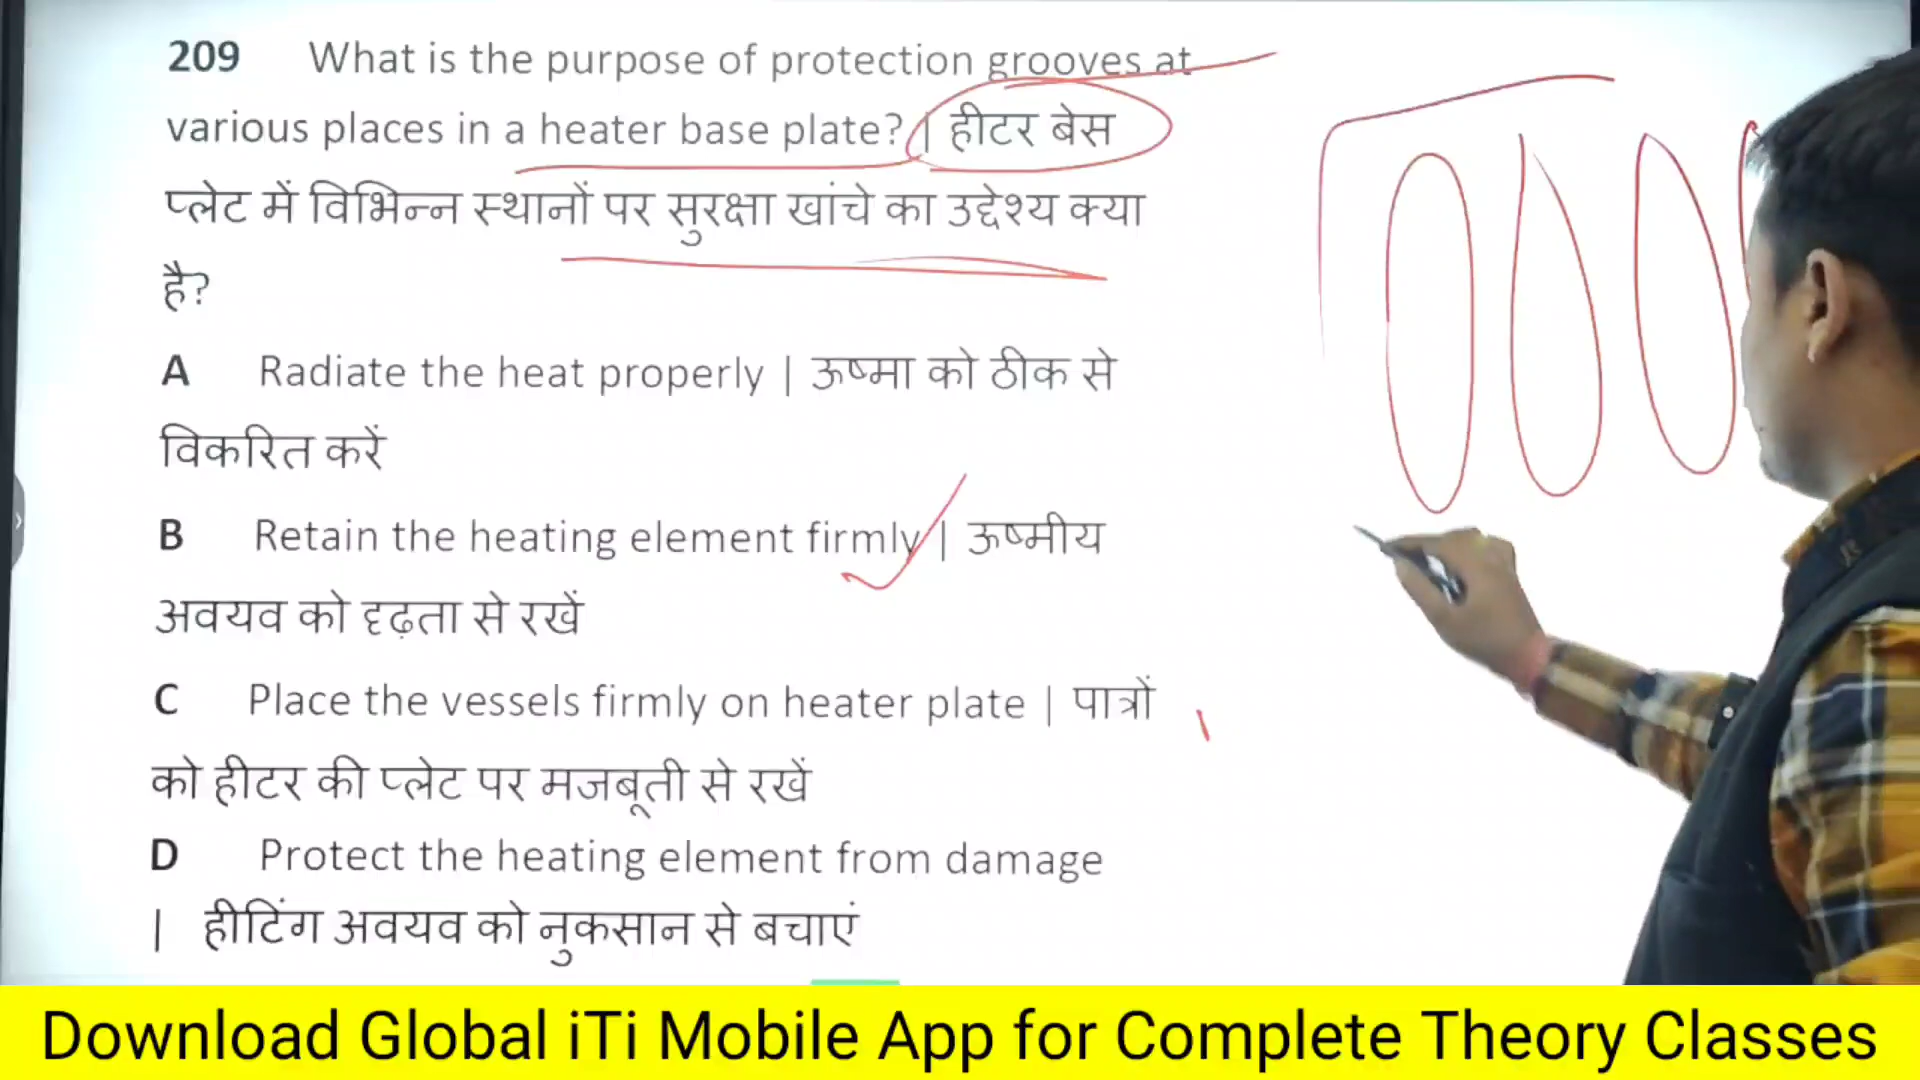 209 What is the purpose of protection grooves at
various places in a heater base plate? | हीटर बेस
प्लेट में विभिन्न स्थानों पर सुरक्षा खांचे का उद्देश्य क्या
है?
A Radiate the heat properly | ऊष्मा को ठीक से
विकरित करें
B Retain the heating element firmly | ऊष्मीय
अवयव को दृढ़ता से रखें
C Place the vessels firmly on heater plate | पात्रों
को हीटर की प्लेट पर मजबूती से रखें
D Protect the heating element from damage
| हीटिंग अवयव को नुकसान से बचाएं
Download Global iTi Mobile App for Complete Theory Classes